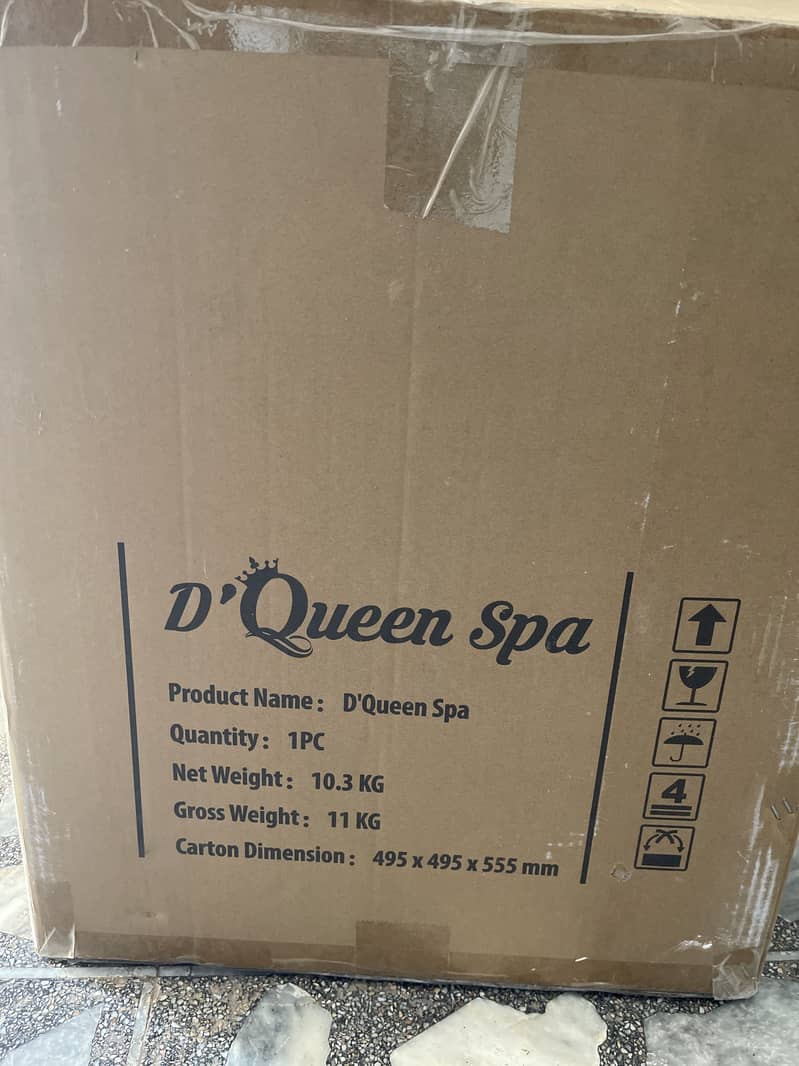 D'Queen Spa
Product Name： D'Queen Spa
Quantity： 1PC
Net Weight： 10.3 KG
Gross Weight： 11 KG
Carton Dimension： 495 x 495 x 555 mm
4